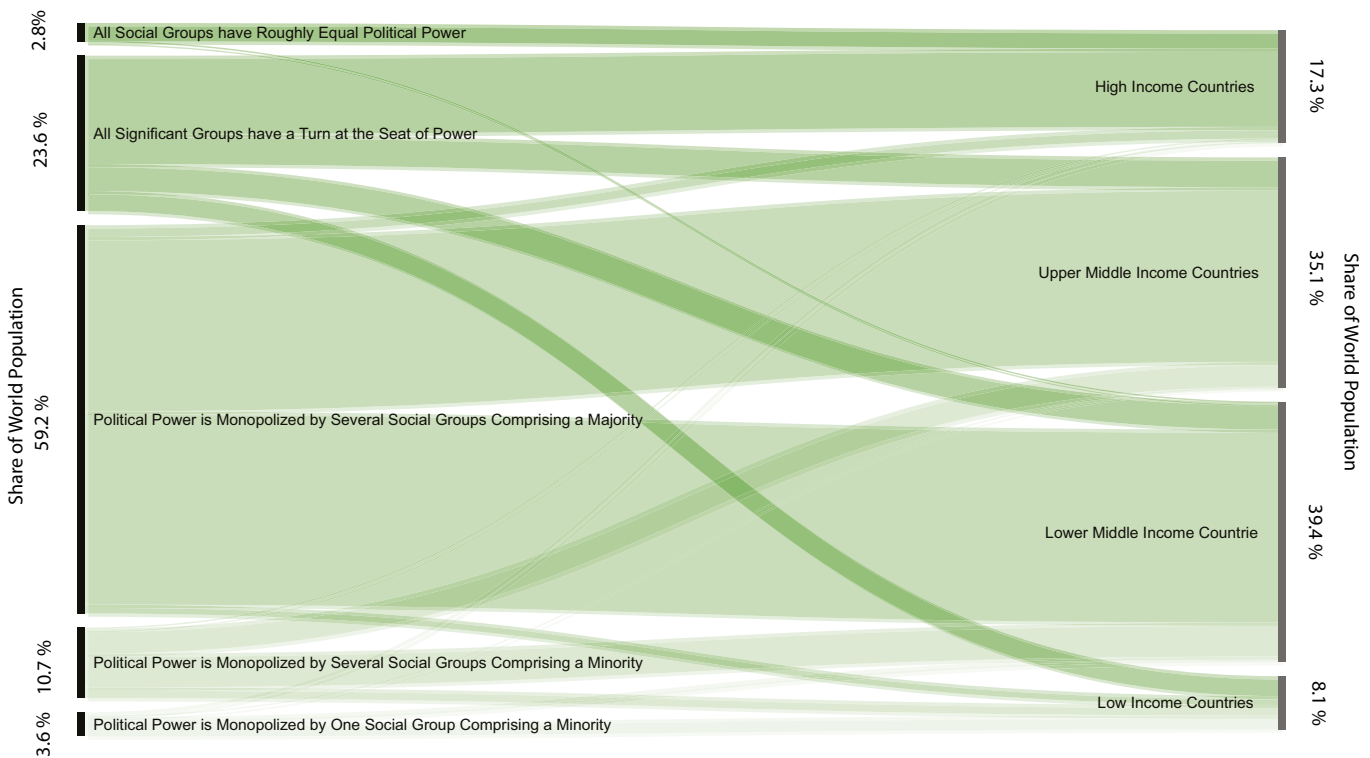 2.8%
All Social Groups have Roughly Equal Political Power
23.6 %
All Significant Groups have a Turn at the Seat of Power
Share of World Population
59.2 %
Political Power is Monopolized by Several Social Groups Comprising a Majority
10.7 %
Political Power is Monopolized by Several Social Groups Comprising a Minority
3.6 %
Political Power is Monopolized by One Social Group Comprising a Minority
High Income Countries
17.3 %
Upper Middle Income Countries
35.1 %
Share of World Population
Lower Middle Income Countrie
39.4 %
Low Income Countries
8.1 %